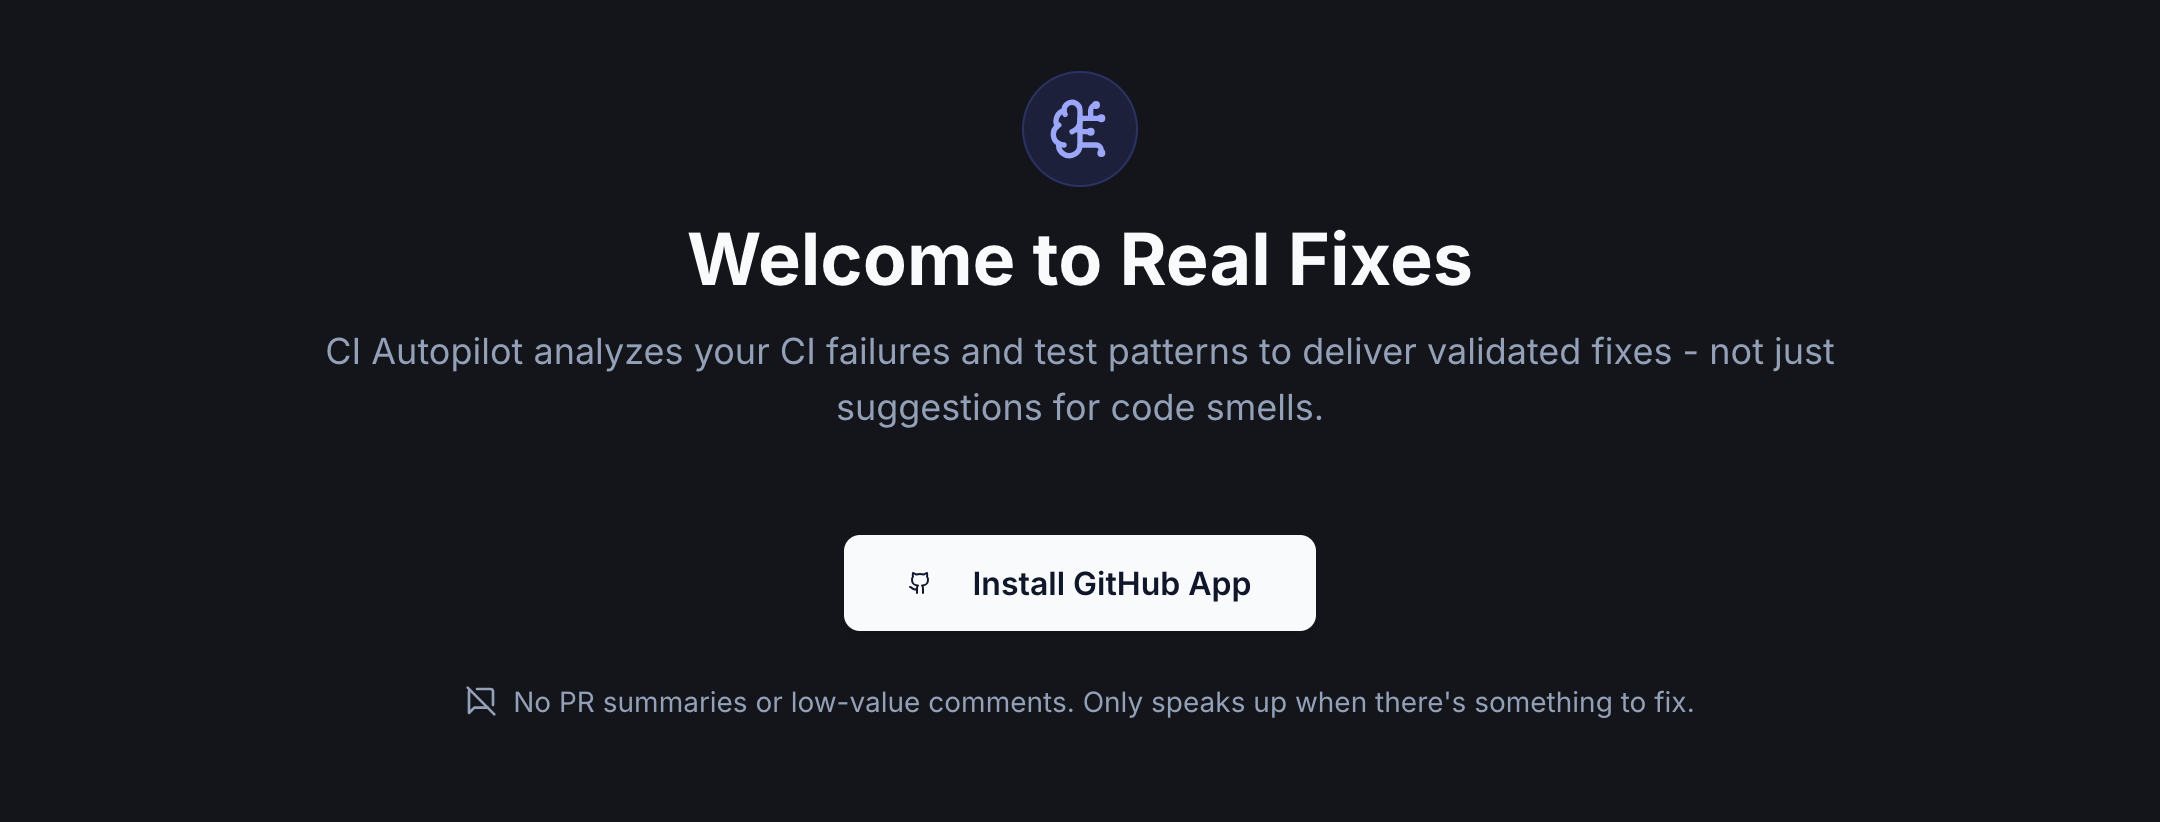 Welcome to Real Fixes
CI Autopilot analyzes your CI failures and test patterns to deliver validated fixes - not just
suggestions for code smells.
Install GitHub App
No PR summaries or low-value comments. Only speaks up when there's something to fix.